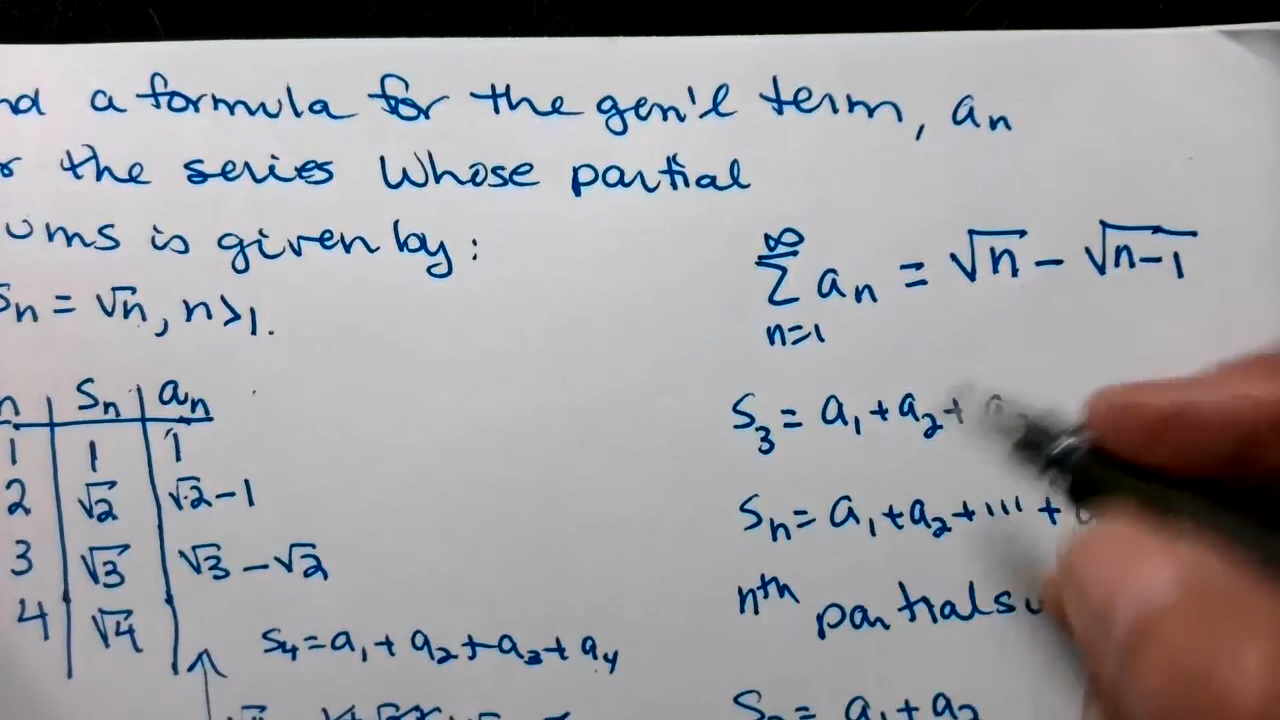 nd a formula for the gen'l term, an
r the series whose partial
ums is given by:
Sn = √n, n>1.
∞
Σ an = √n - √n-1
n=1
n | Sn | an
1 | 1 | 1
2 | √2 | √2-1
3 | √3 | √3-√2
4 | √4
S3 = a1+a2+
Sn = a1+a2+...+
nth partial su
S4=a1+a2+a3+a4
a1+a2